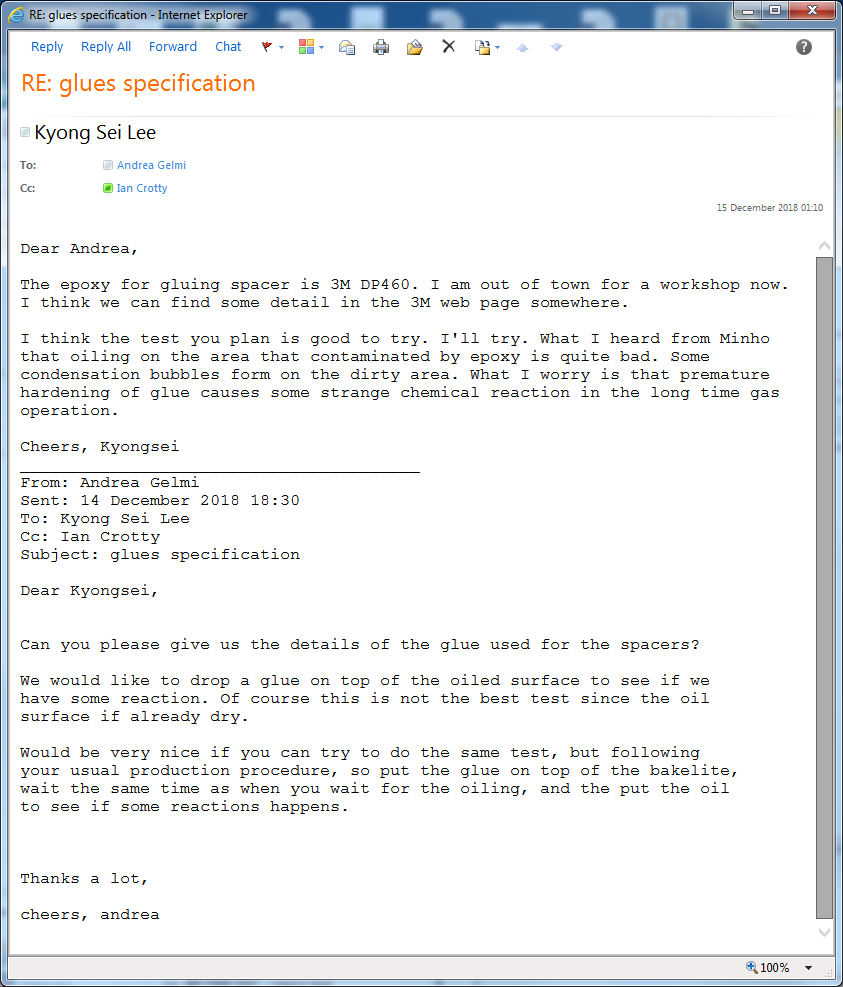 RE: glues specification - Internet Explorer
Reply Reply All Forward Chat
RE: glues specification
Kyong Sei Lee
To: Andrea Gelmi
Cc: Ian Crotty
15 December 2018 01:10
Dear Andrea,
The epoxy for gluing spacer is 3M DP460. I am out of town for a workshop now.
I think we can find some detail in the 3M web page somewhere.
I think the test you plan is good to try. I'll try. What I heard from Minho
that oiling on the area that contaminated by epoxy is quite bad. Some
condensation bubbles form on the dirty area. What I worry is that premature
hardening of glue causes some strange chemical reaction in the long time gas
operation.
Cheers, Kyongsei
________________________________________
From: Andrea Gelmi
Sent: 14 December 2018 18:30
To: Kyong Sei Lee
Cc: Ian Crotty
Subject: glues specification
Dear Kyongsei,
Can you please give us the details of the glue used for the spacers?
We would like to drop a glue on top of the oiled surface to see if we
have some reaction. Of course this is not the best test since the oil
surface if already dry.
Would be very nice if you can try to do the same test, but following
your usual production procedure, so put the glue on top of the bakelite,
wait the same time as when you wait for the oiling, and the put the oil
to see if some reactions happens.
Thanks a lot,
cheers, andrea
100%